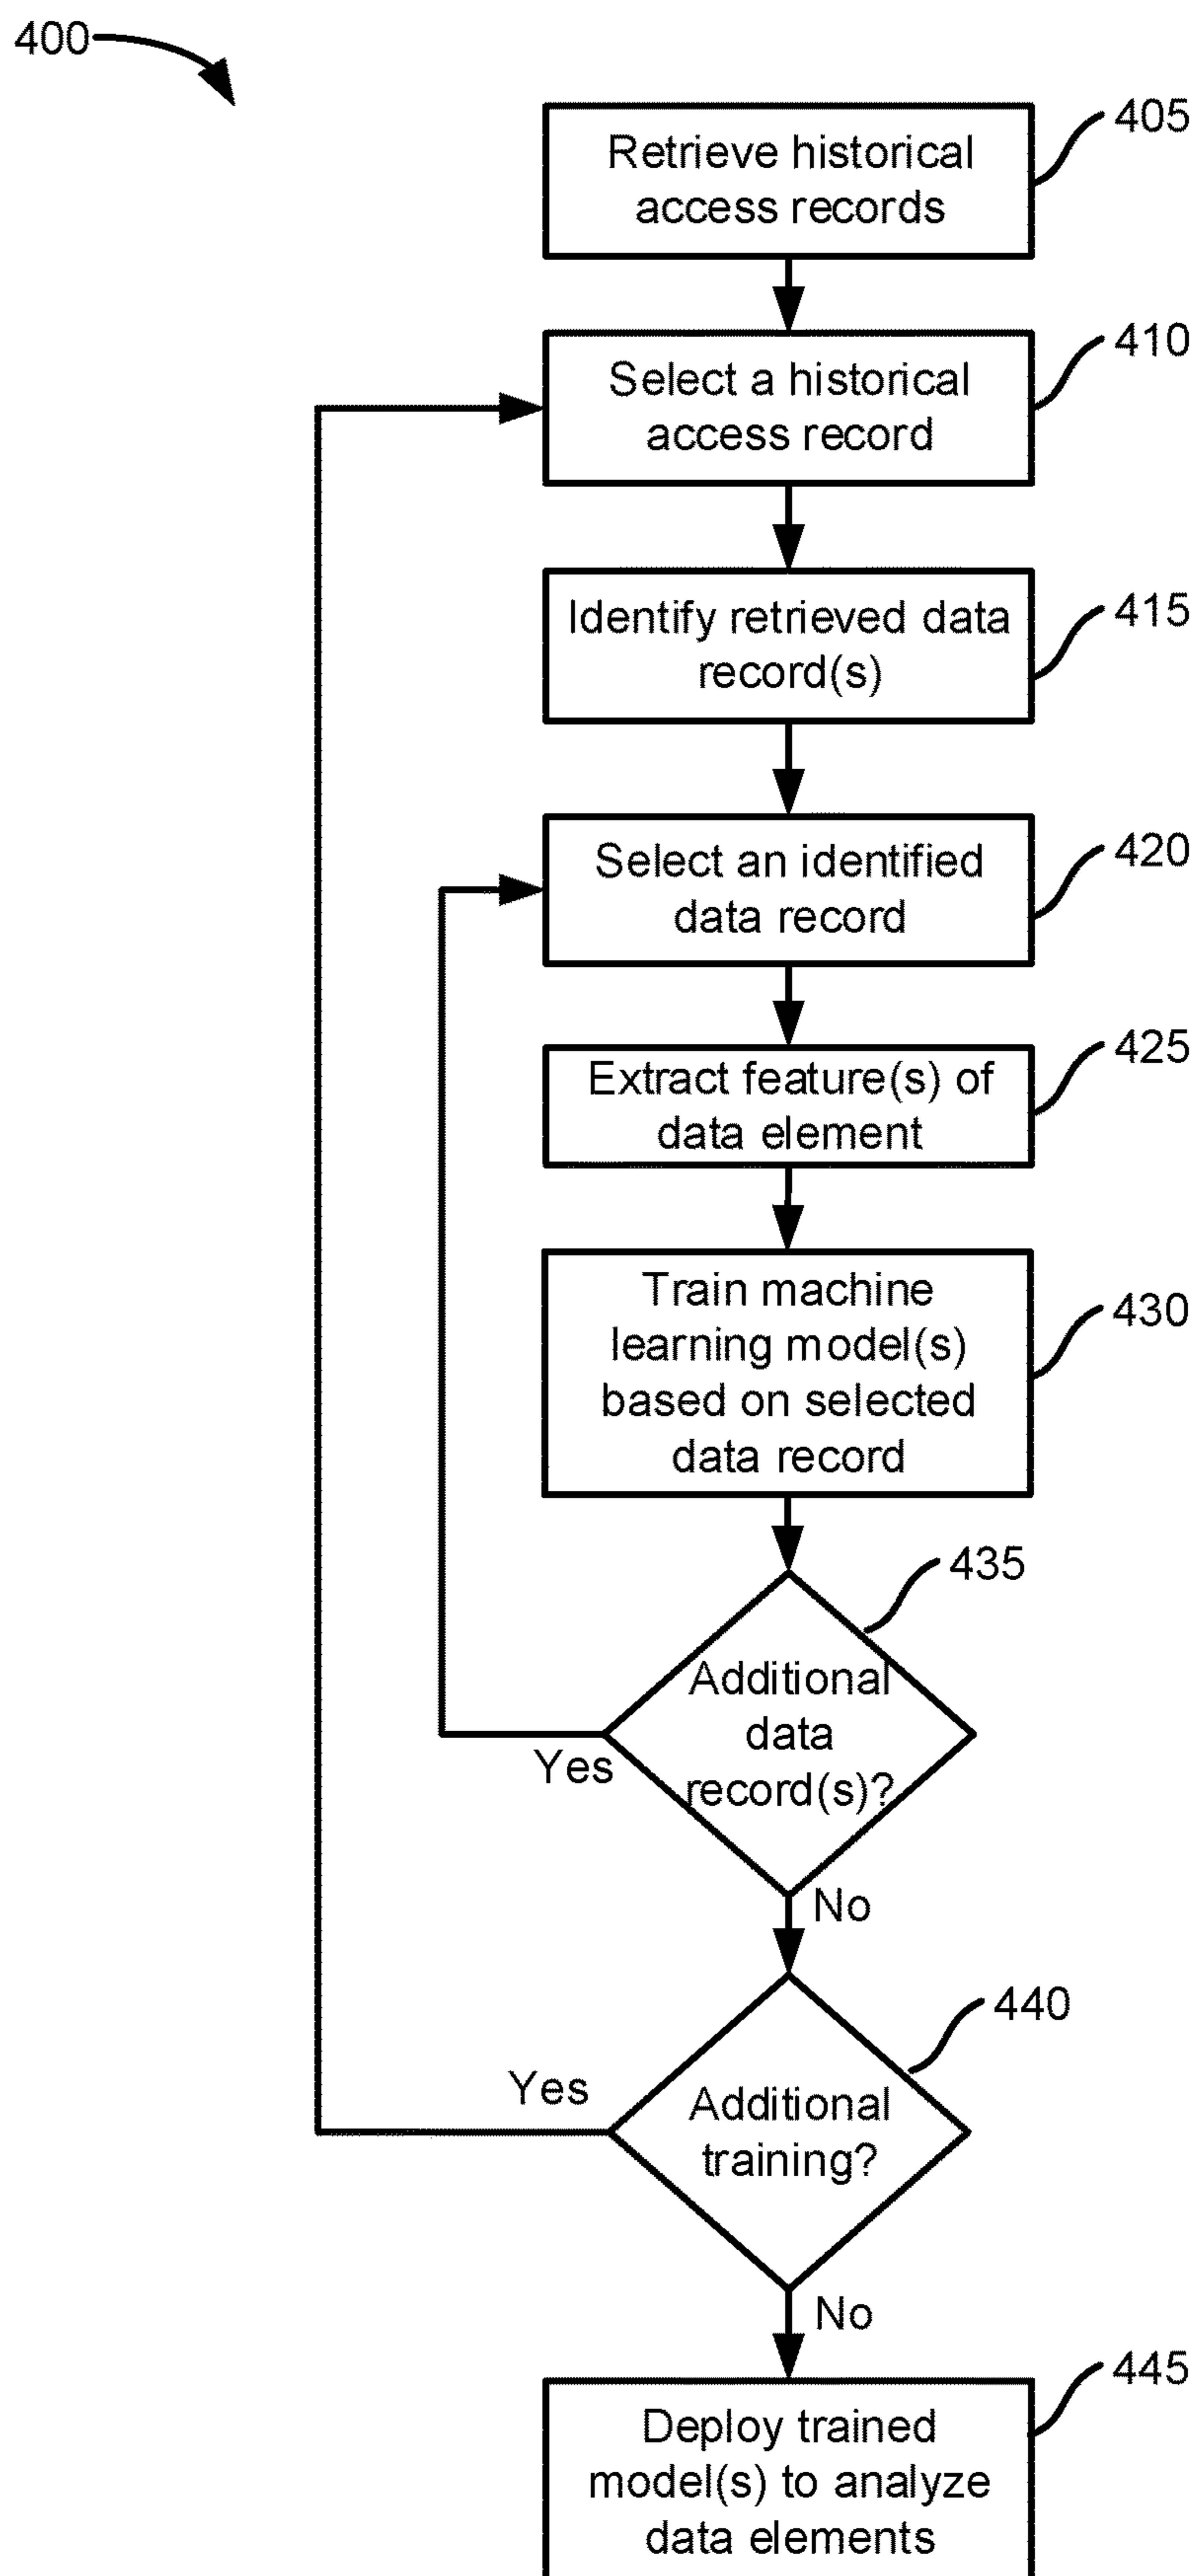 400
405
Retrieve historical
access records
410
Select a historical
access record
415
Identify retrieved data
record(s)
420
Select an identified
data record
425
Extract feature(s) of
data element
430
Train machine
learning model(s)
based on selected
data record
435
Additional
data
record(s)?
Yes
No
440
Yes
Additional
training?
No
445
Deploy trained
model(s) to analyze
data elements